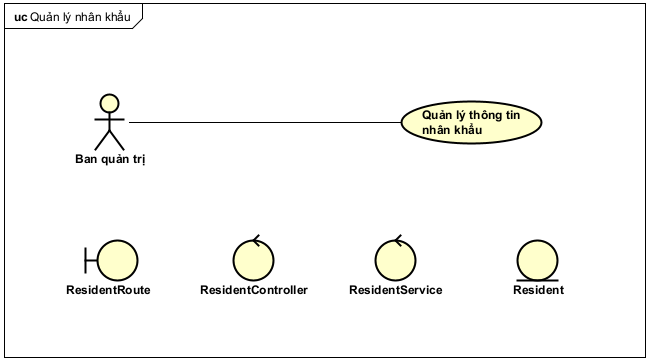 uc Quản lý nhân khẩu
Quản lý thông tin
nhân khẩu
Ban quản trị
ResidentRoute
ResidentController
ResidentService
Resident